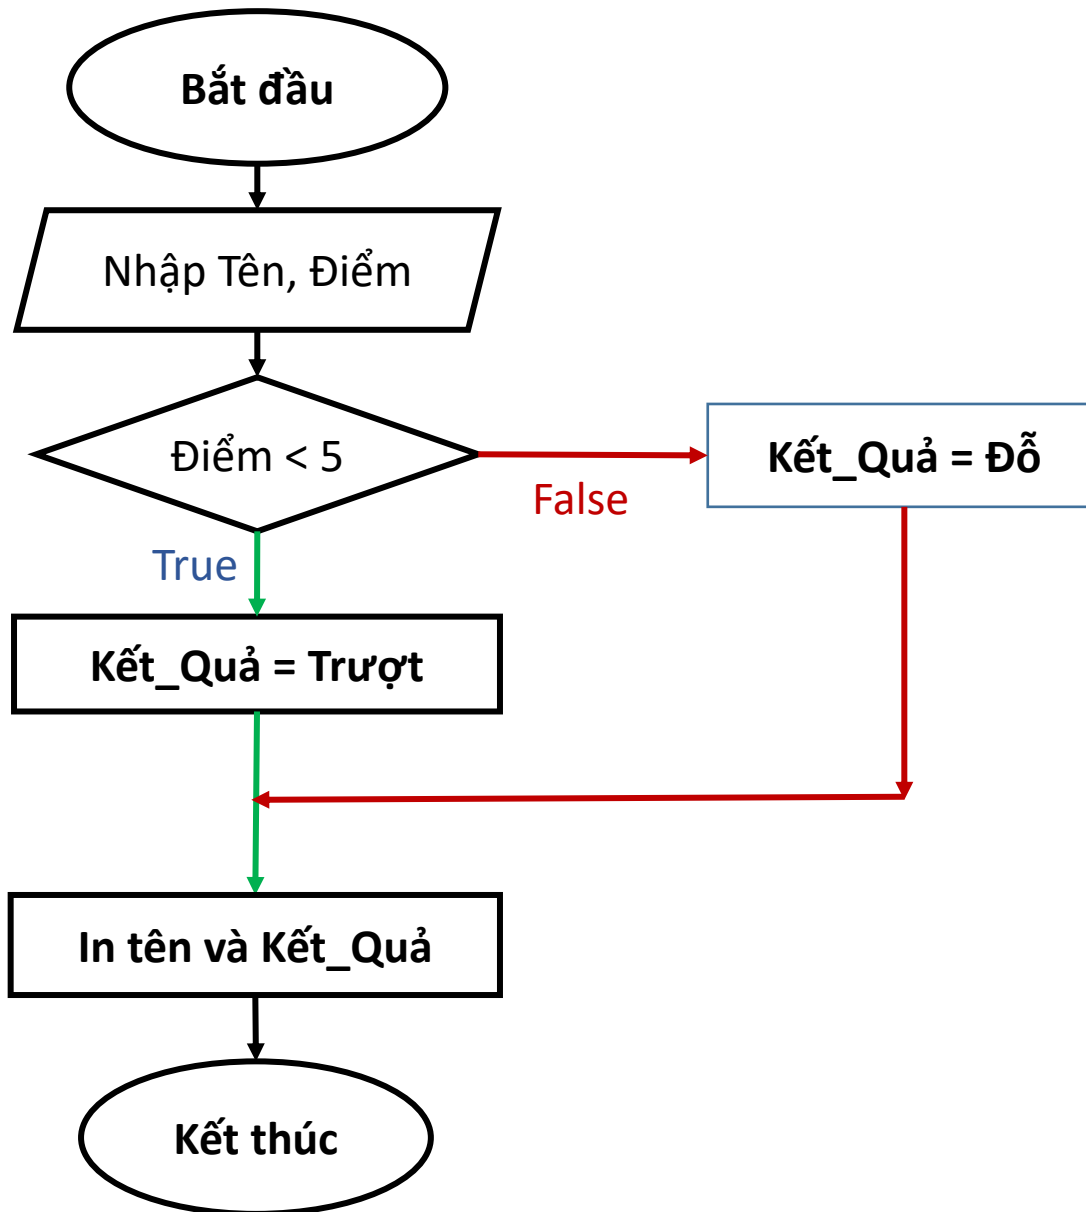 Bắt đầu
Nhập Tên, Điểm
Điểm < 5
False
Kết_Quả = Đỗ
True
Kết_Quả = Trượt
In tên và Kết_Quả
Kết thúc